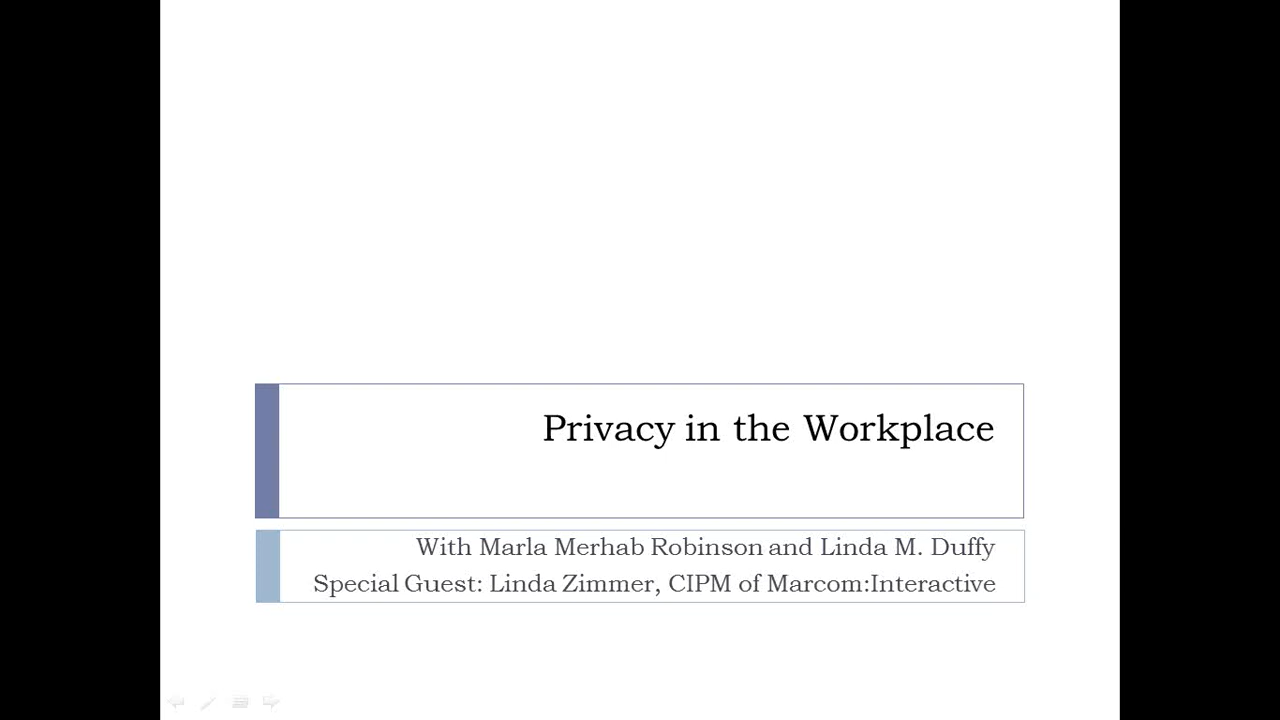 Privacy in the Workplace
With Marla Merhab Robinson and Linda M. Duffy
Special Guest: Linda Zimmer, CIPM of Marcom:Interactive